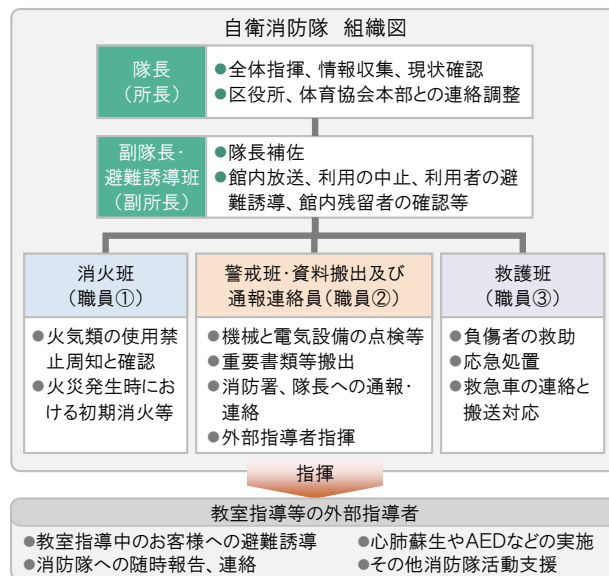 自衛消防隊 組織図
隊長
（所長）
●全体指揮、情報収集、現状確認
●区役所、体育協会本部との連絡調整
副隊長・
避難誘導班
（副所長）
●隊長補佐
●館内放送、利用の中止、利用者の避
難誘導、館内残留者の確認等
消火班
（職員①）
●火気類の使用禁
止周知と確認
●火災発生時にお
ける初期消火等
警戒班・資料搬出及び
通報連絡員（職員②）
●機械と電気設備の点検等
●重要書類等搬出
●消防署、隊長への通報・
連絡
●外部指導者指揮
救護班
（職員③）
●負傷者の救助
●応急処置
●救急車の連絡と
搬送対応
指揮
教室指導等の外部指導者
●教室指導中のお客様への避難誘導
●消防隊への随時報告、連絡
●心肺蘇生やAEDなどの実施
●その他消防隊活動支援